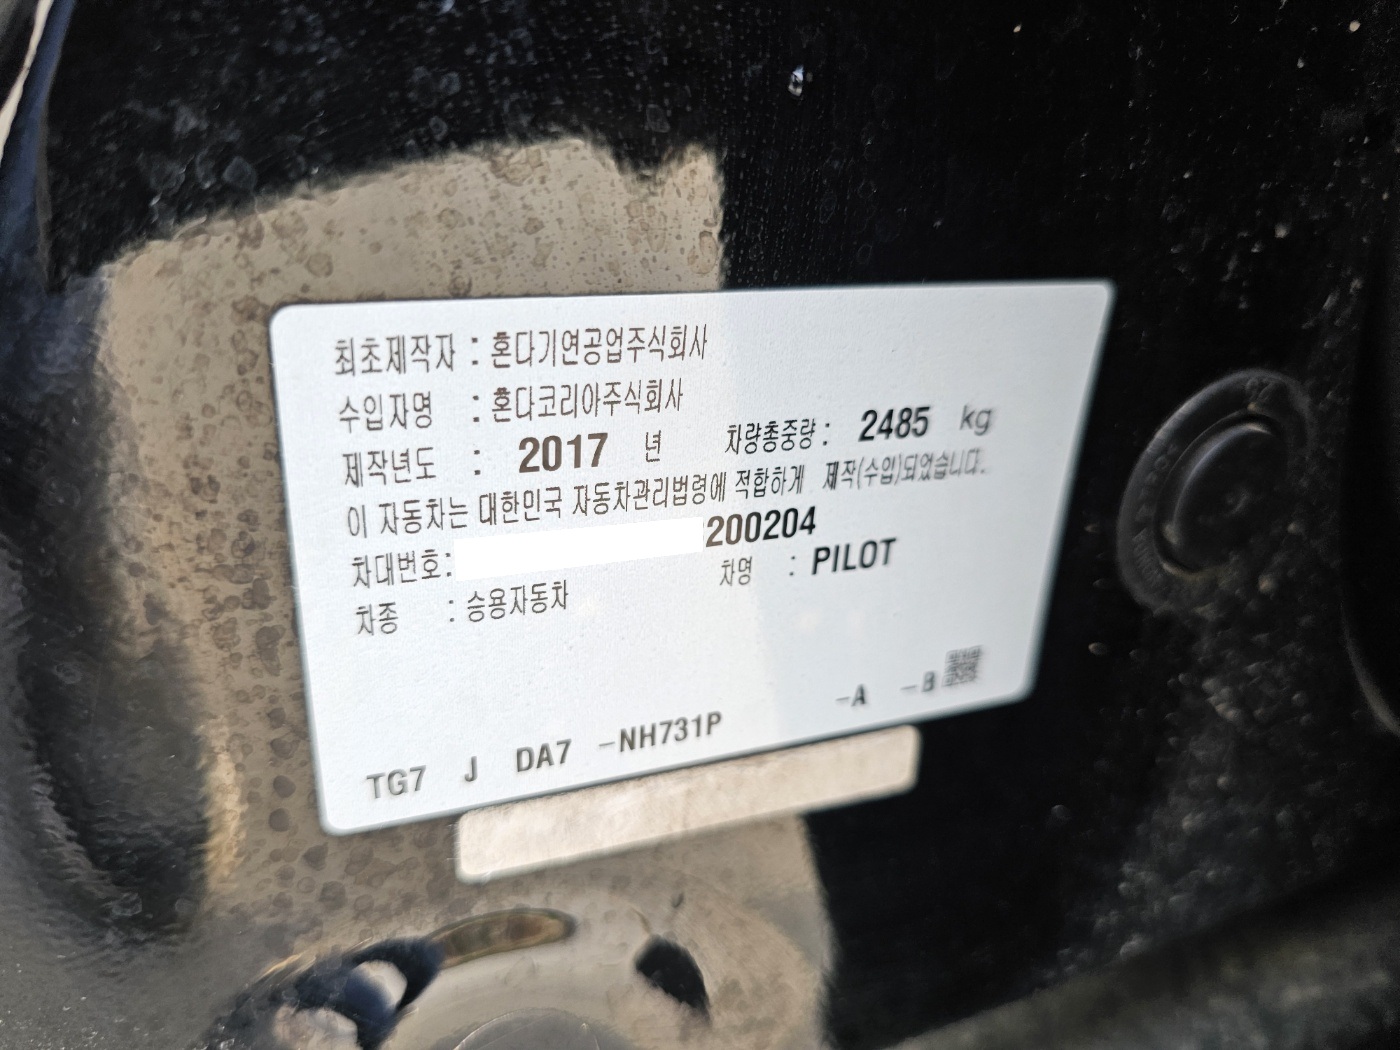 최초제작자 : 혼다기연공업주식회사
수입자명 : 혼다코리아주식회사
제작년도 : 2017 년 차량총중량 : 2485 kg
이 자동차는 대한민국 자동차관리법령에 적합하게 제작(수입)되었습니다.
차대번호: 200204
차종 : 승용자동차 차명 : PILOT
TG7 J DA7 -NH731P -A -B